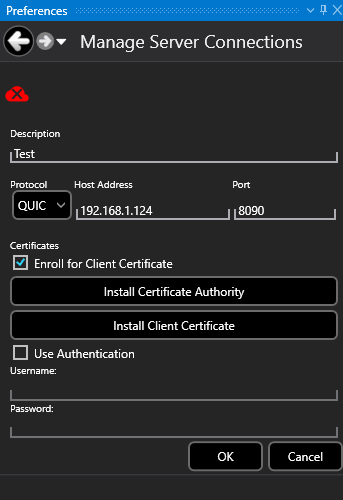 Preferences
Manage Server Connections
Description
Test
Protocol Host Address Port
QUIC 192.168.1.124 8090
Certificates
Enroll for Client Certificate
Install Certificate Authority
Install Client Certificate
Use Authentication
Username:
Password:
OK Cancel